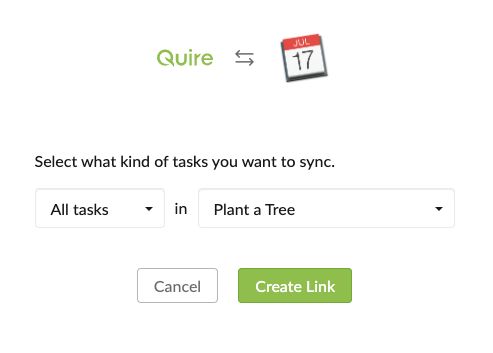 Quire
JUL
17
Select what kind of tasks you want to sync.
All tasks in Plant a Tree
Cancel Create Link